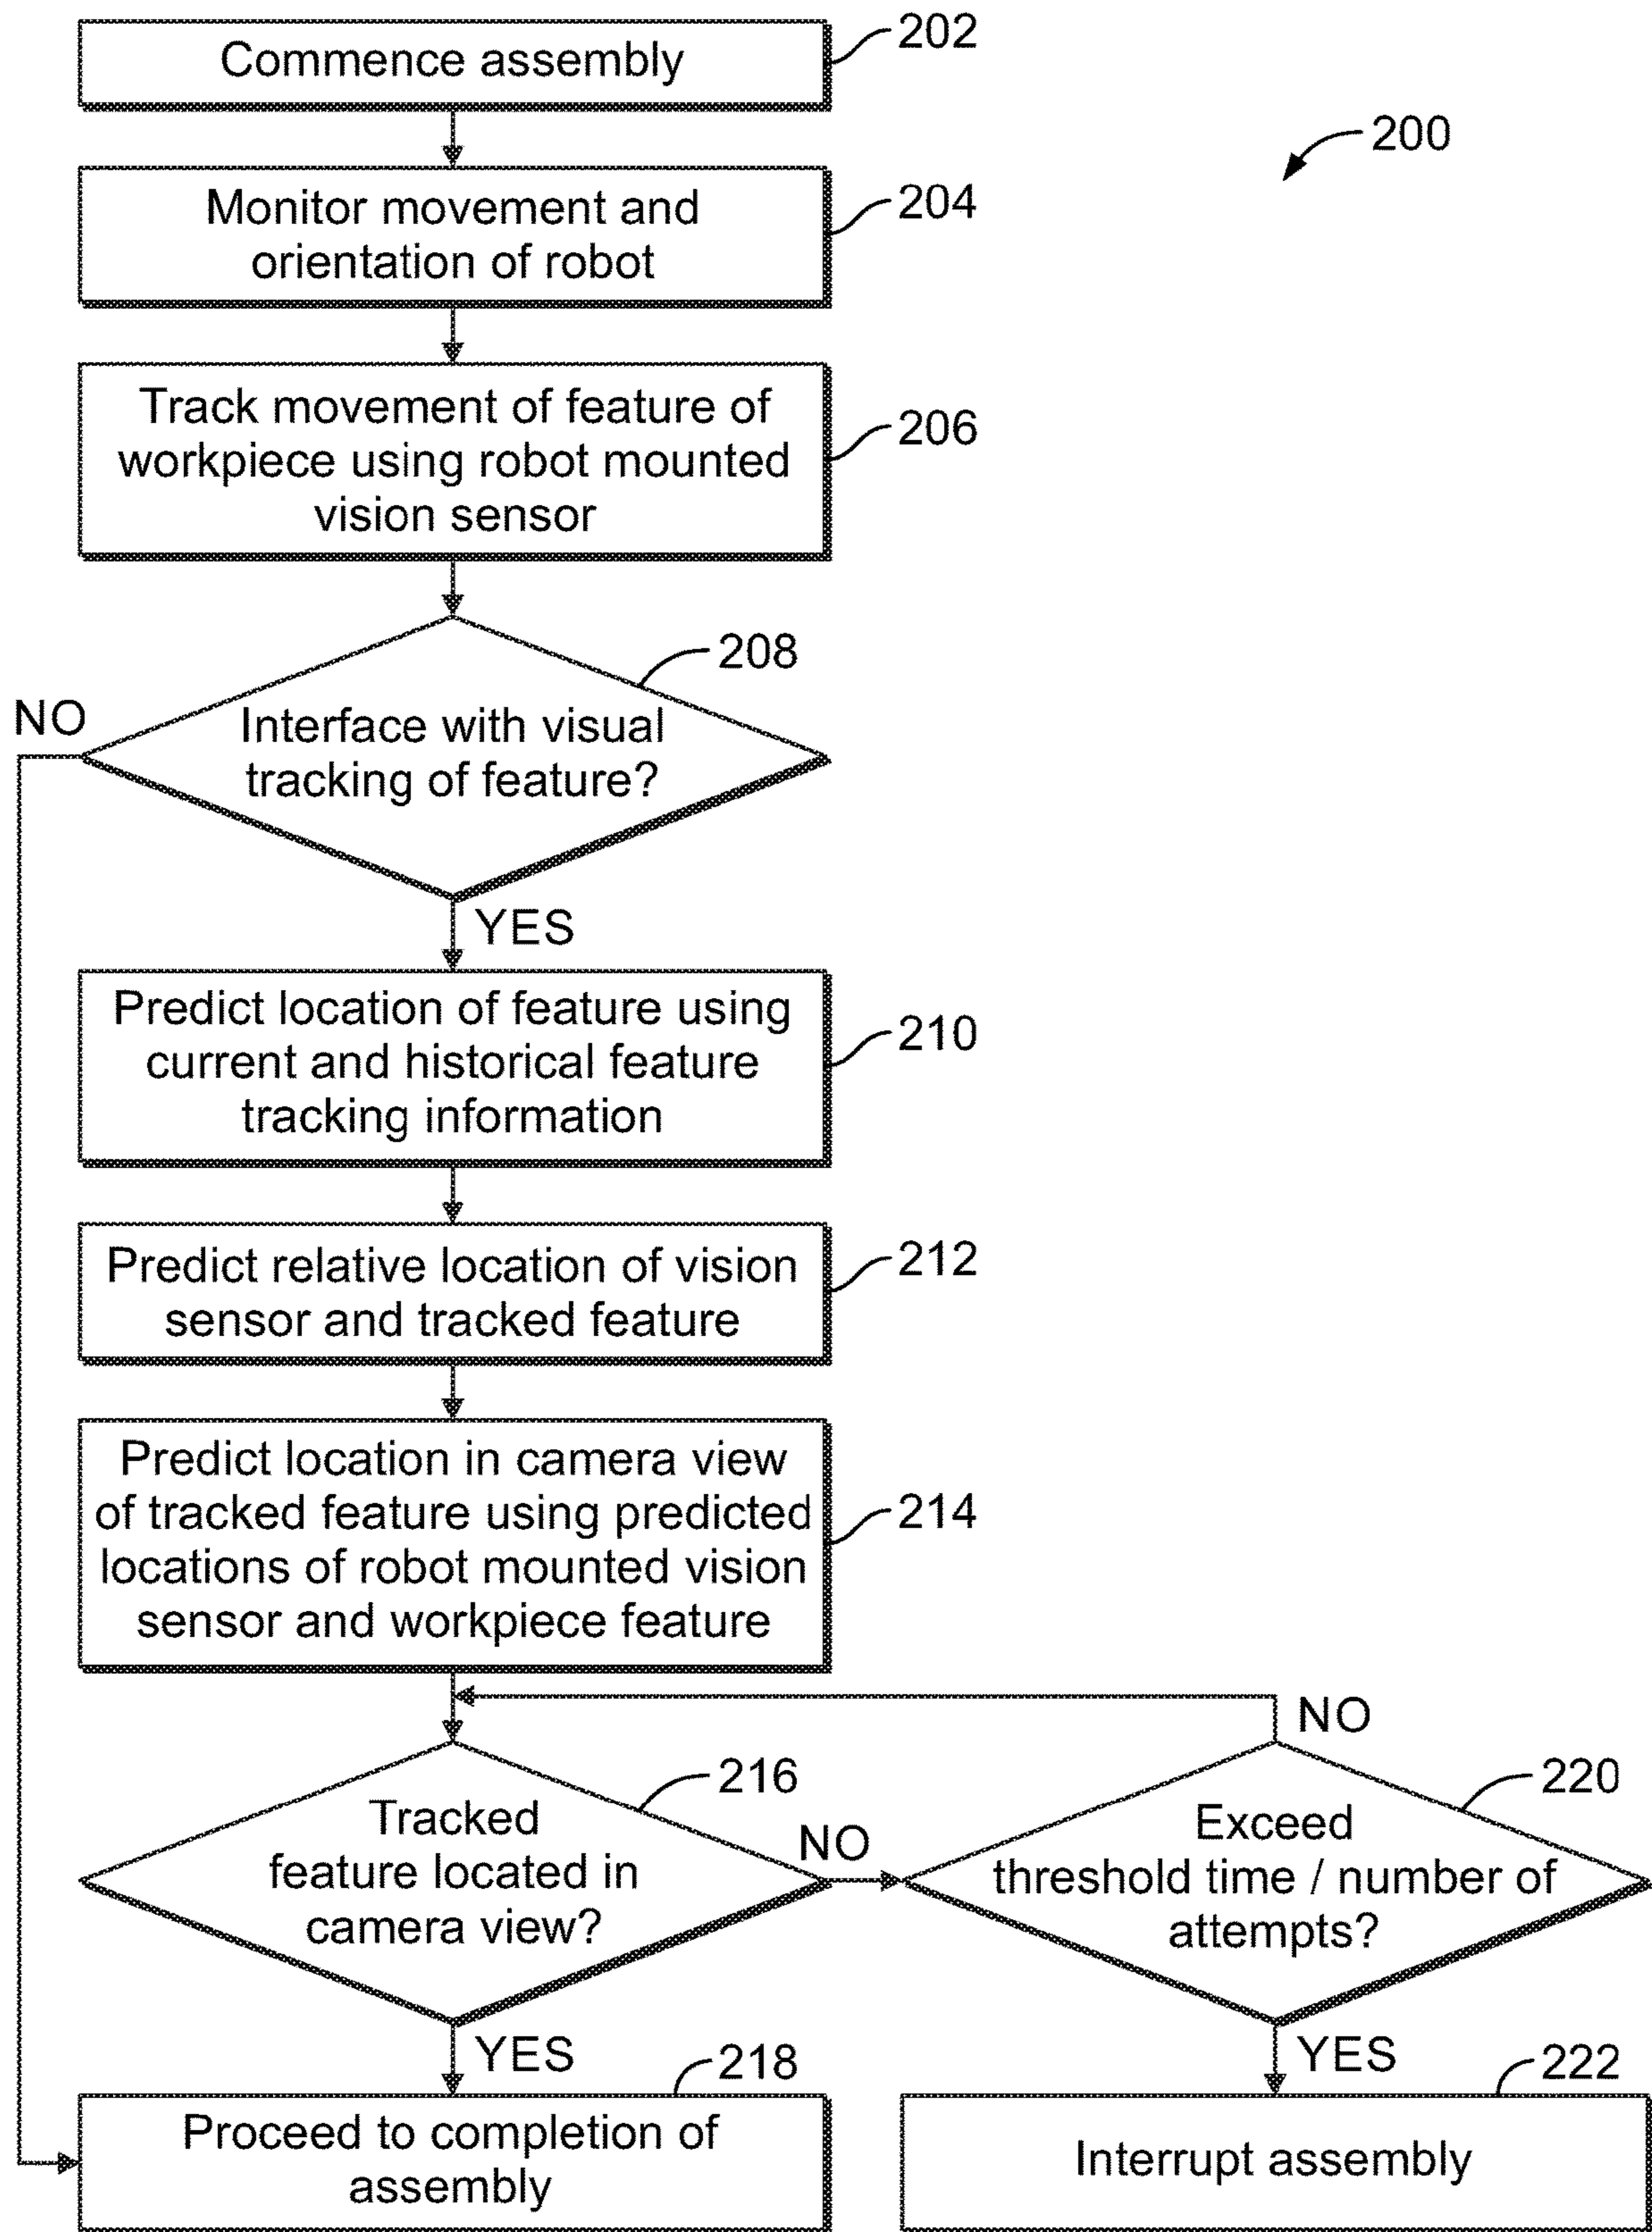 Commence assembly
202
200
Monitor movement and
orientation of robot
204
Track movement of feature of
workpiece using robot mounted
vision sensor
206
208
NO
Interface with visual
tracking of feature?
YES
Predict location of feature using
current and historical feature
tracking information
210
Predict relative location of vision
sensor and tracked feature
212
Predict location in camera view
of tracked feature using predicted
locations of robot mounted vision
sensor and workpiece feature
214
NO
216
Tracked
feature located in
camera view?
NO
220
Exceed
threshold time / number of
attempts?
YES
218
YES
222
Proceed to completion of
assembly
Interrupt assembly